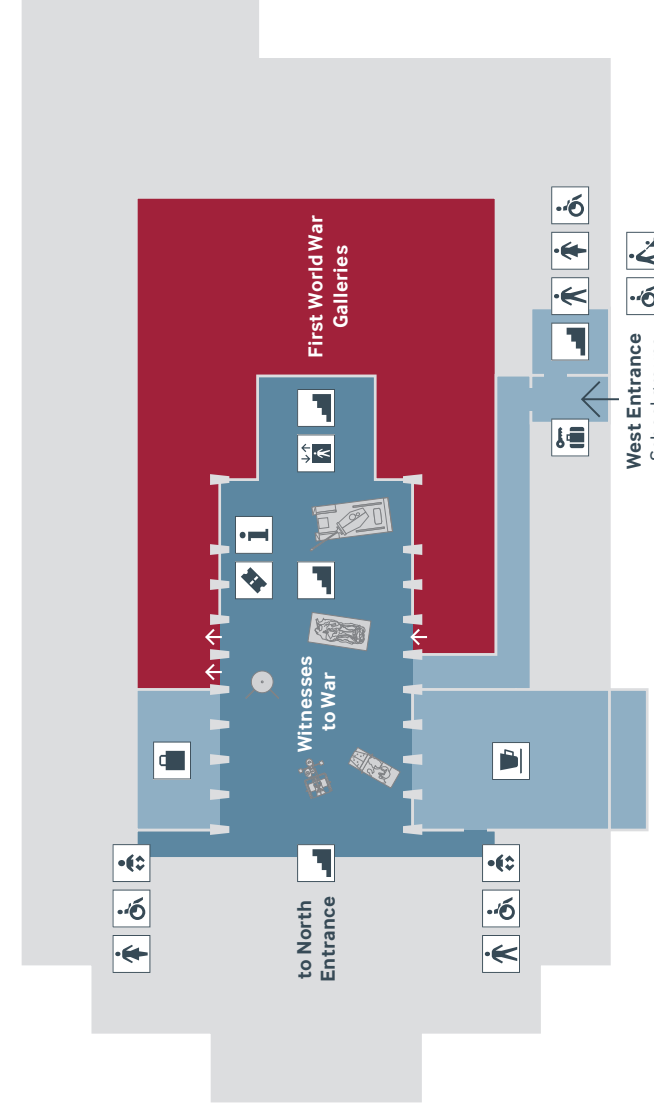 First World War
Galleries
Witnesses
to War
to North
Entrance
West Entrance